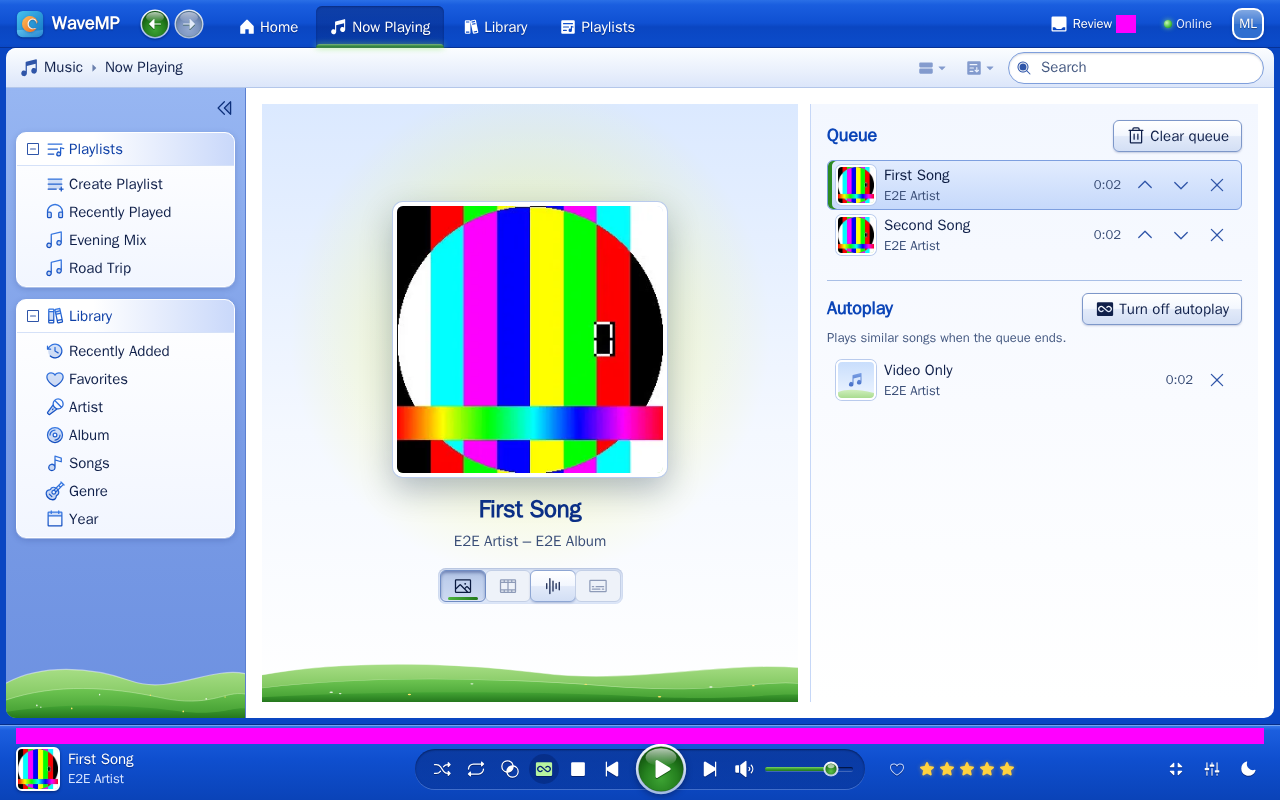 WaveMP
Home
Now Playing
Library
Playlists
Review
Online
ML
Music
Now Playing
Search
Playlists
Create Playlist
Recently Played
Evening Mix
Road Trip
Library
Recently Added
Favorites
Artist
Album
Songs
Genre
Year
First Song
E2E Artist – E2E Album
Queue
Clear queue
First Song
E2E Artist
0:02
Second Song
E2E Artist
0:02
Autoplay
Turn off autoplay
Plays similar songs when the queue ends.
Video Only
E2E Artist
0:02
First Song
E2E Artist